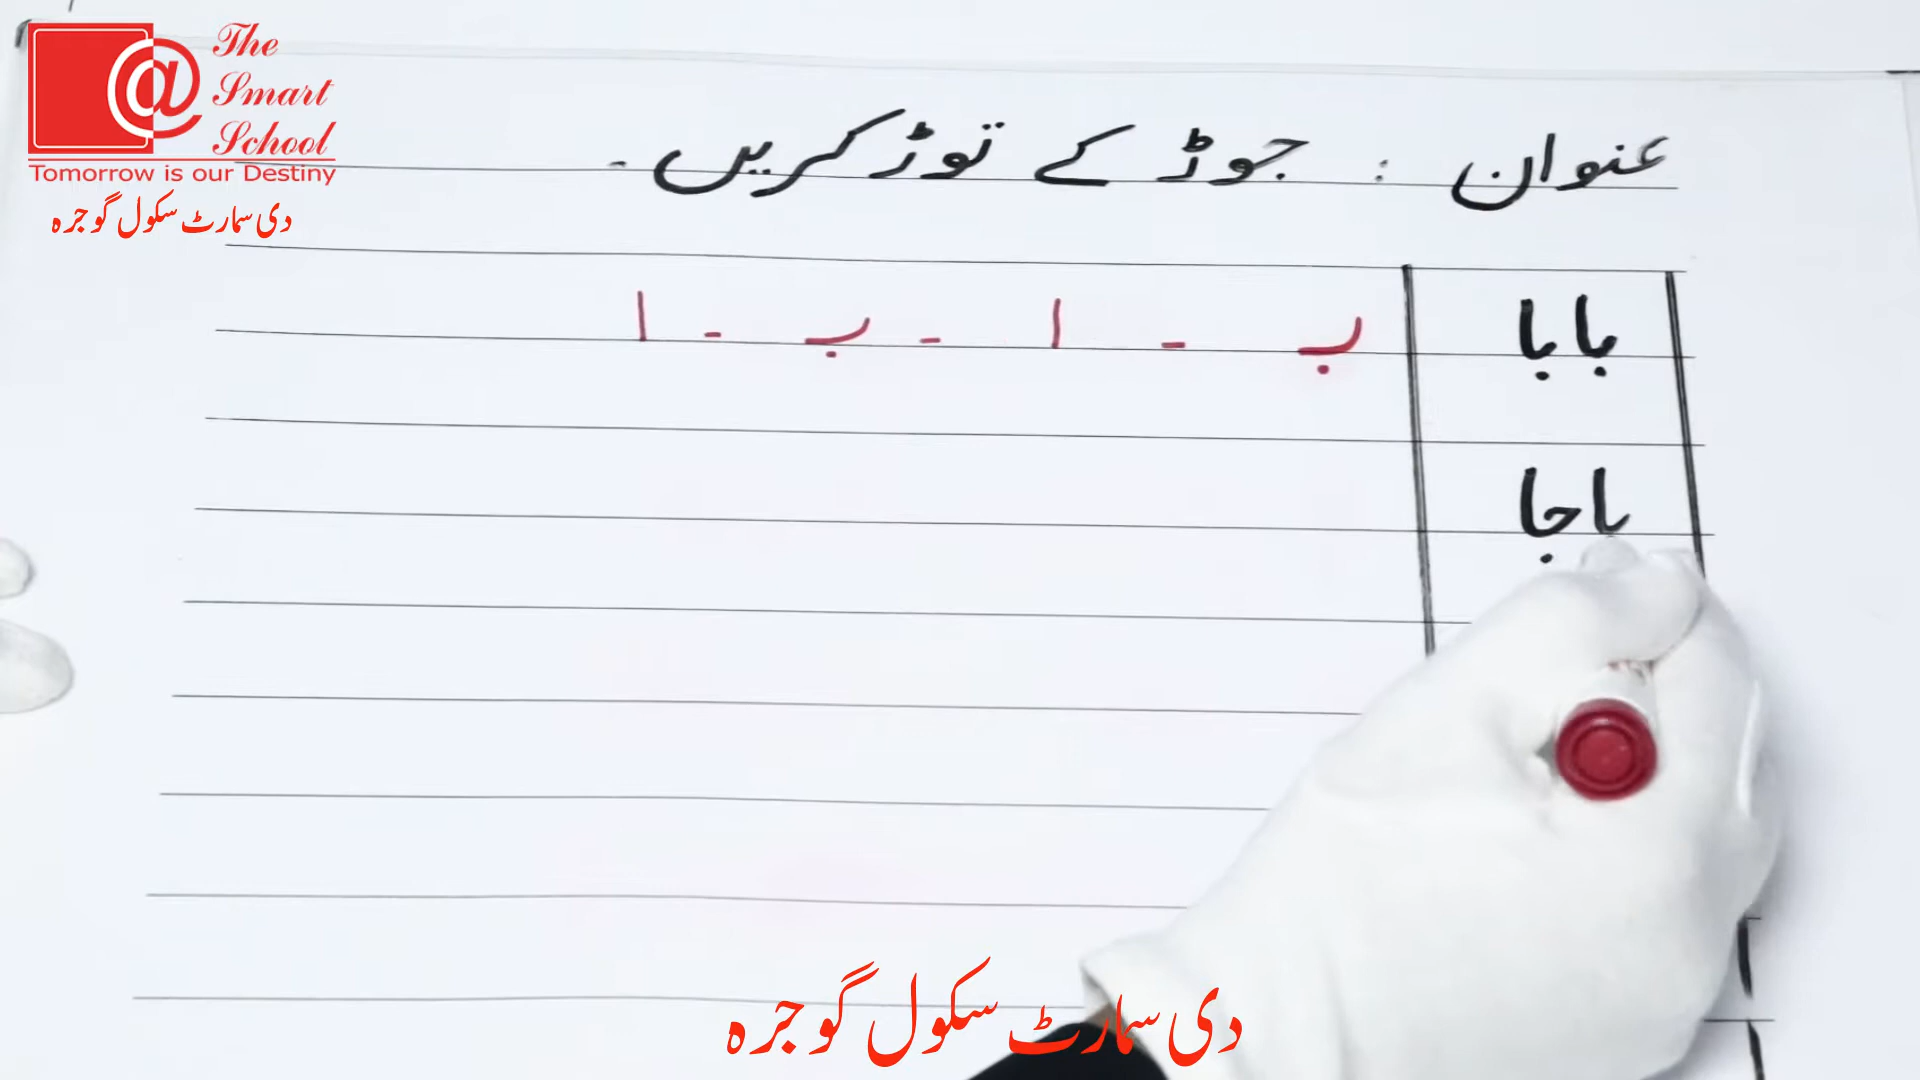 The
Smart
School
Tomorrow is our Destiny
دی سمارٹ سکول گوجرہ
عنوان : جوڑ کے توڑ کریں ۔
بابا ب - ا - ب - ا
باجا
دی سمارٹ سکول گوجرہ